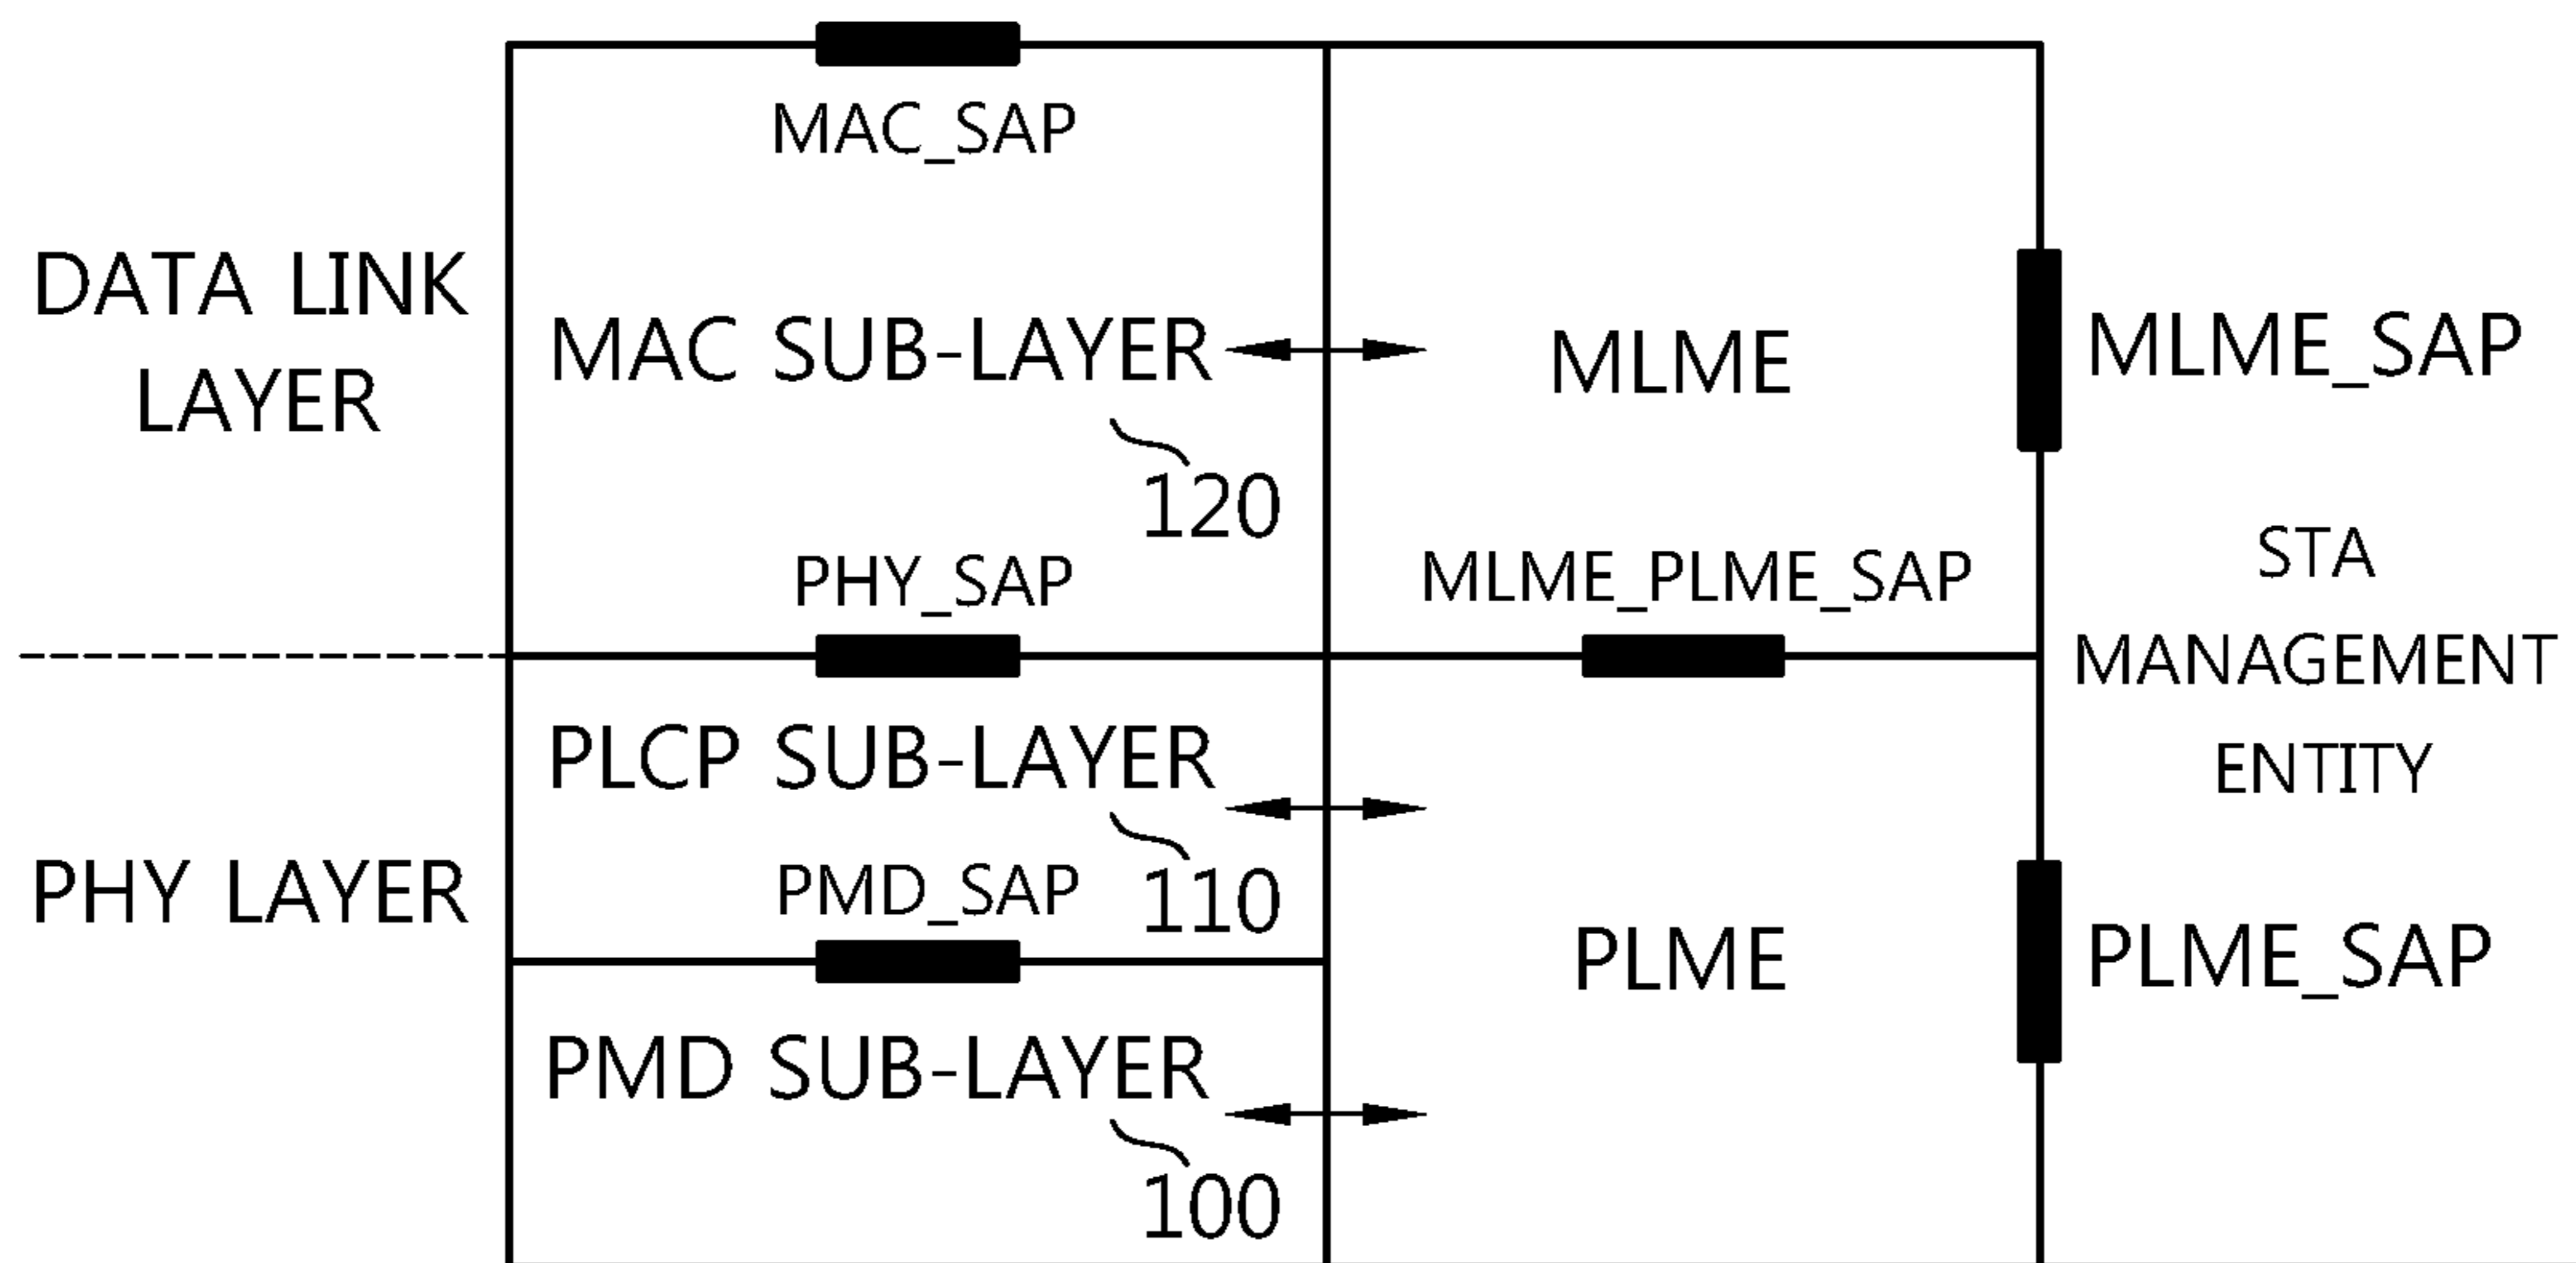 MAC_SAP
DATA LINK
LAYER
MAC SUB-LAYER
120
MLME
MLME_SAP
PHY_SAP
MLME_PLME_SAP
STA
MANAGEMENT
ENTITY
PHY LAYER
PLCP SUB-LAYER
110
PMD_SAP
PLME
PLME_SAP
PMD SUB-LAYER
100